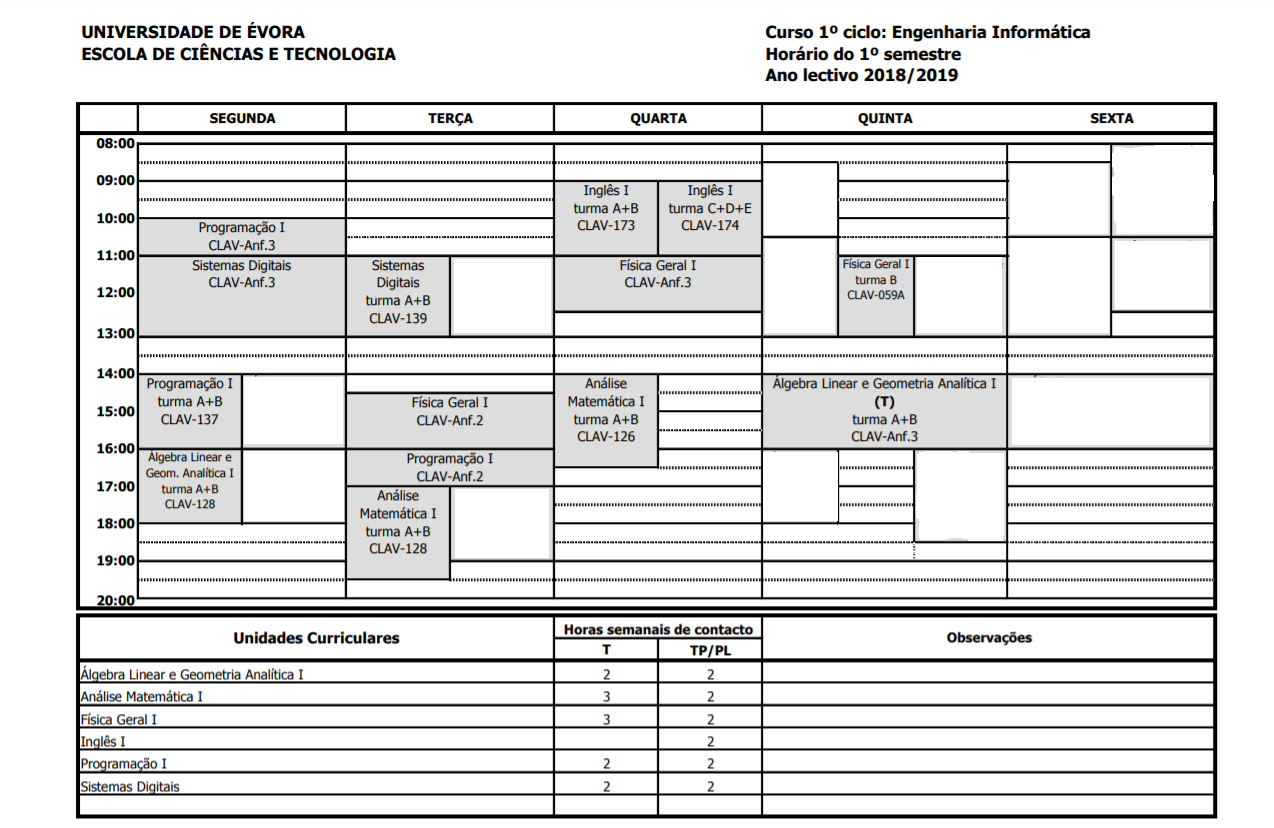 UNIVERSIDADE DE ÉVORA
ESCOLA DE CIÊNCIAS E TECNOLOGIA
Curso 1º ciclo: Engenharia Informática
Horário do 1º semestre
Ano lectivo 2018/2019
SEGUNDA TERÇA QUARTA QUINTA SEXTA
08:00
09:00
10:00
11:00
12:00
13:00
14:00
15:00
16:00
17:00
18:00
19:00
20:00
Programação I
CLAV-Anf.3
Sistemas Digitais
CLAV-Anf.3
Programação I
turma A+B
CLAV-137
Álgebra Linear e
Geom. Analítica I
turma A+B
CLAV-128
Sistemas
Digitais
turma A+B
CLAV-139
Física Geral I
CLAV-Anf.2
Programação I
CLAV-Anf.2
Análise
Matemática I
turma A+B
CLAV-128
Inglês I
turma A+B
CLAV-173
Inglês I
turma C+D+E
CLAV-174
Física Geral I
CLAV-Anf.3
Análise
Matemática I
turma A+B
CLAV-126
Física Geral I
turma B
CLAV-059A
Álgebra Linear e Geometria Analítica I
(T)
turma A+B
CLAV-Anf.3
Unidades Curriculares
Horas semanais de contacto
T TP/PL
Observações
Álgebra Linear e Geometria Analítica I 2 2
Análise Matemática I 3 2
Física Geral I 3 2
Inglês I 2
Programação I 2 2
Sistemas Digitais 2 2